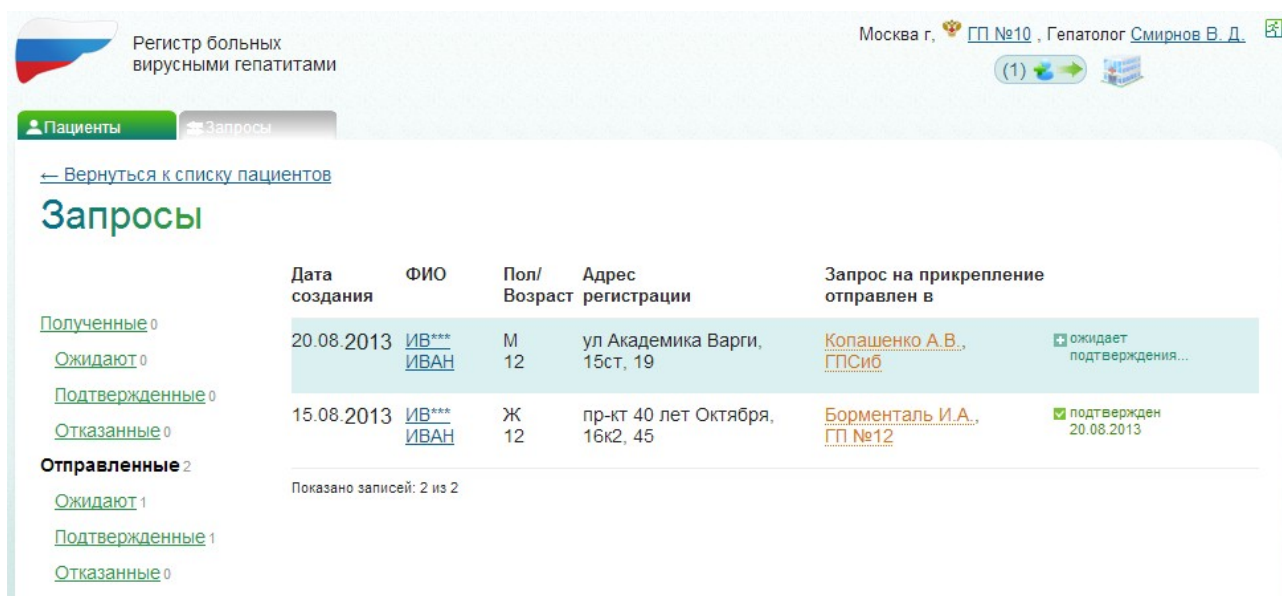 Регистр больных
вирусными гепатитами
Москва г, ГП №10 , Гепатолог Смирнов В. Д.
(1)
Пациенты
Запросы
← Вернуться к списку пациентов
Запросы
Дата создания
ФИО
Пол/ Возраст
Адрес регистрации
Запрос на прикрепление отправлен в
Полученные 0
Ожидают 0
Подтвержденные 0
Отказанные 0
Отправленные 2
Ожидают 1
Подтвержденные 1
Отказанные 0
20.08.2013 ИВ*** М ул Академика Варги, Копашенко А.В., ожидает
ИВАН 12 15ст, 19 ГПСиб подтверждения...
15.08.2013 ИВ*** Ж пр-кт 40 лет Октября, Борменталь И.А., подтвержден
ИВАН 12 16к2, 45 ГП №12 20.08.2013
Показано записей: 2 из 2